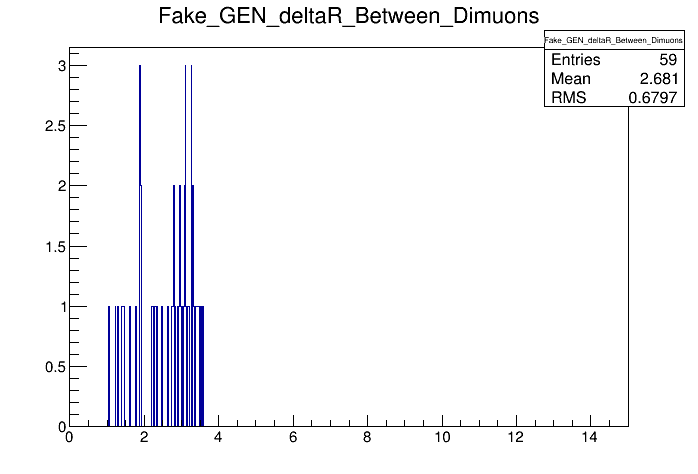 Fake_GEN_deltaR_Between_Dimuons
Fake_GEN_deltaR_Between_Dimuons
Entries 59
Mean 2.681
RMS 0.6797
3
2.5
2
1.5
1
0.5
0
0 2 4 6 8 10 12 14